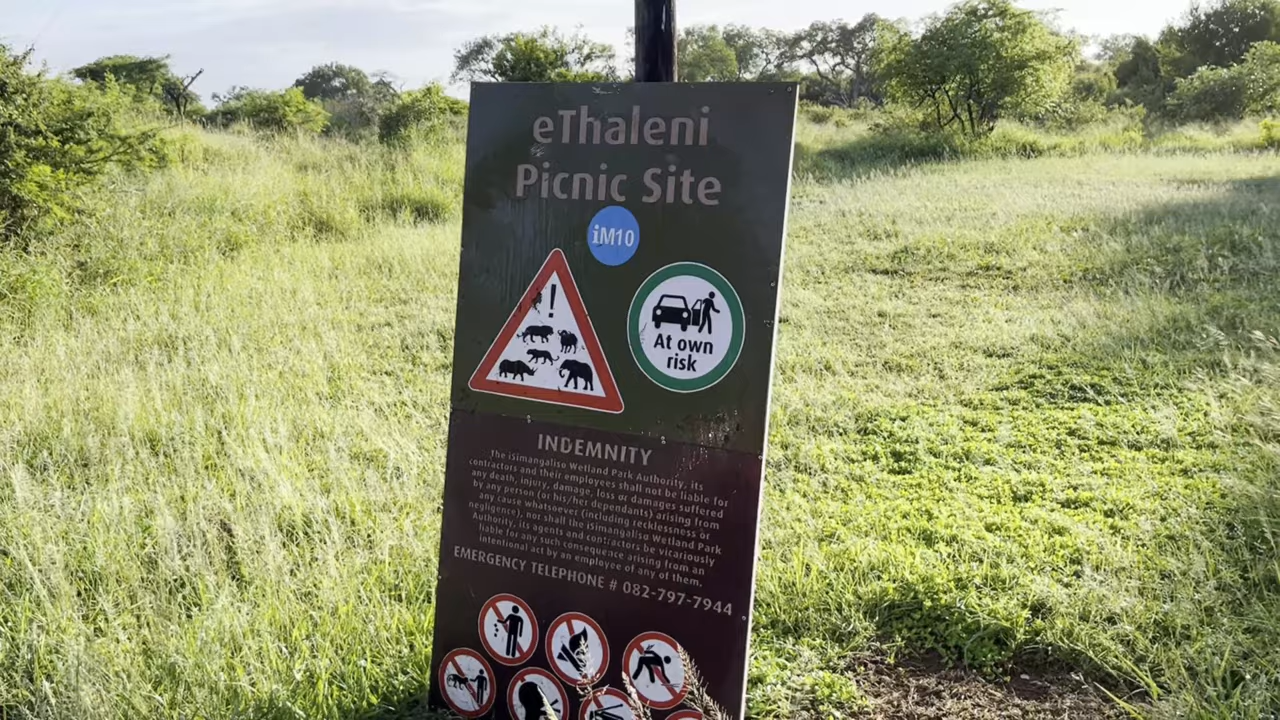 eThaleni
Picnic Site
iM10
!
At own
risk
INDEMNITY
The iSimangaliso Wetland Park Authority, its
contractors and their employees shall not be liable for
any death, injury, damage, loss or damages suffered
by any person (or his/her dependants) arising from
any cause whatsoever (including recklessness or
negligence), nor shall the iSimangaliso Wetland Park
Authority, its agents and contractors be vicariously
liable for any such consequence arising from an
intentional act by an employee of any of them.
EMERGENCY TELEPHONE # 082-797-7944